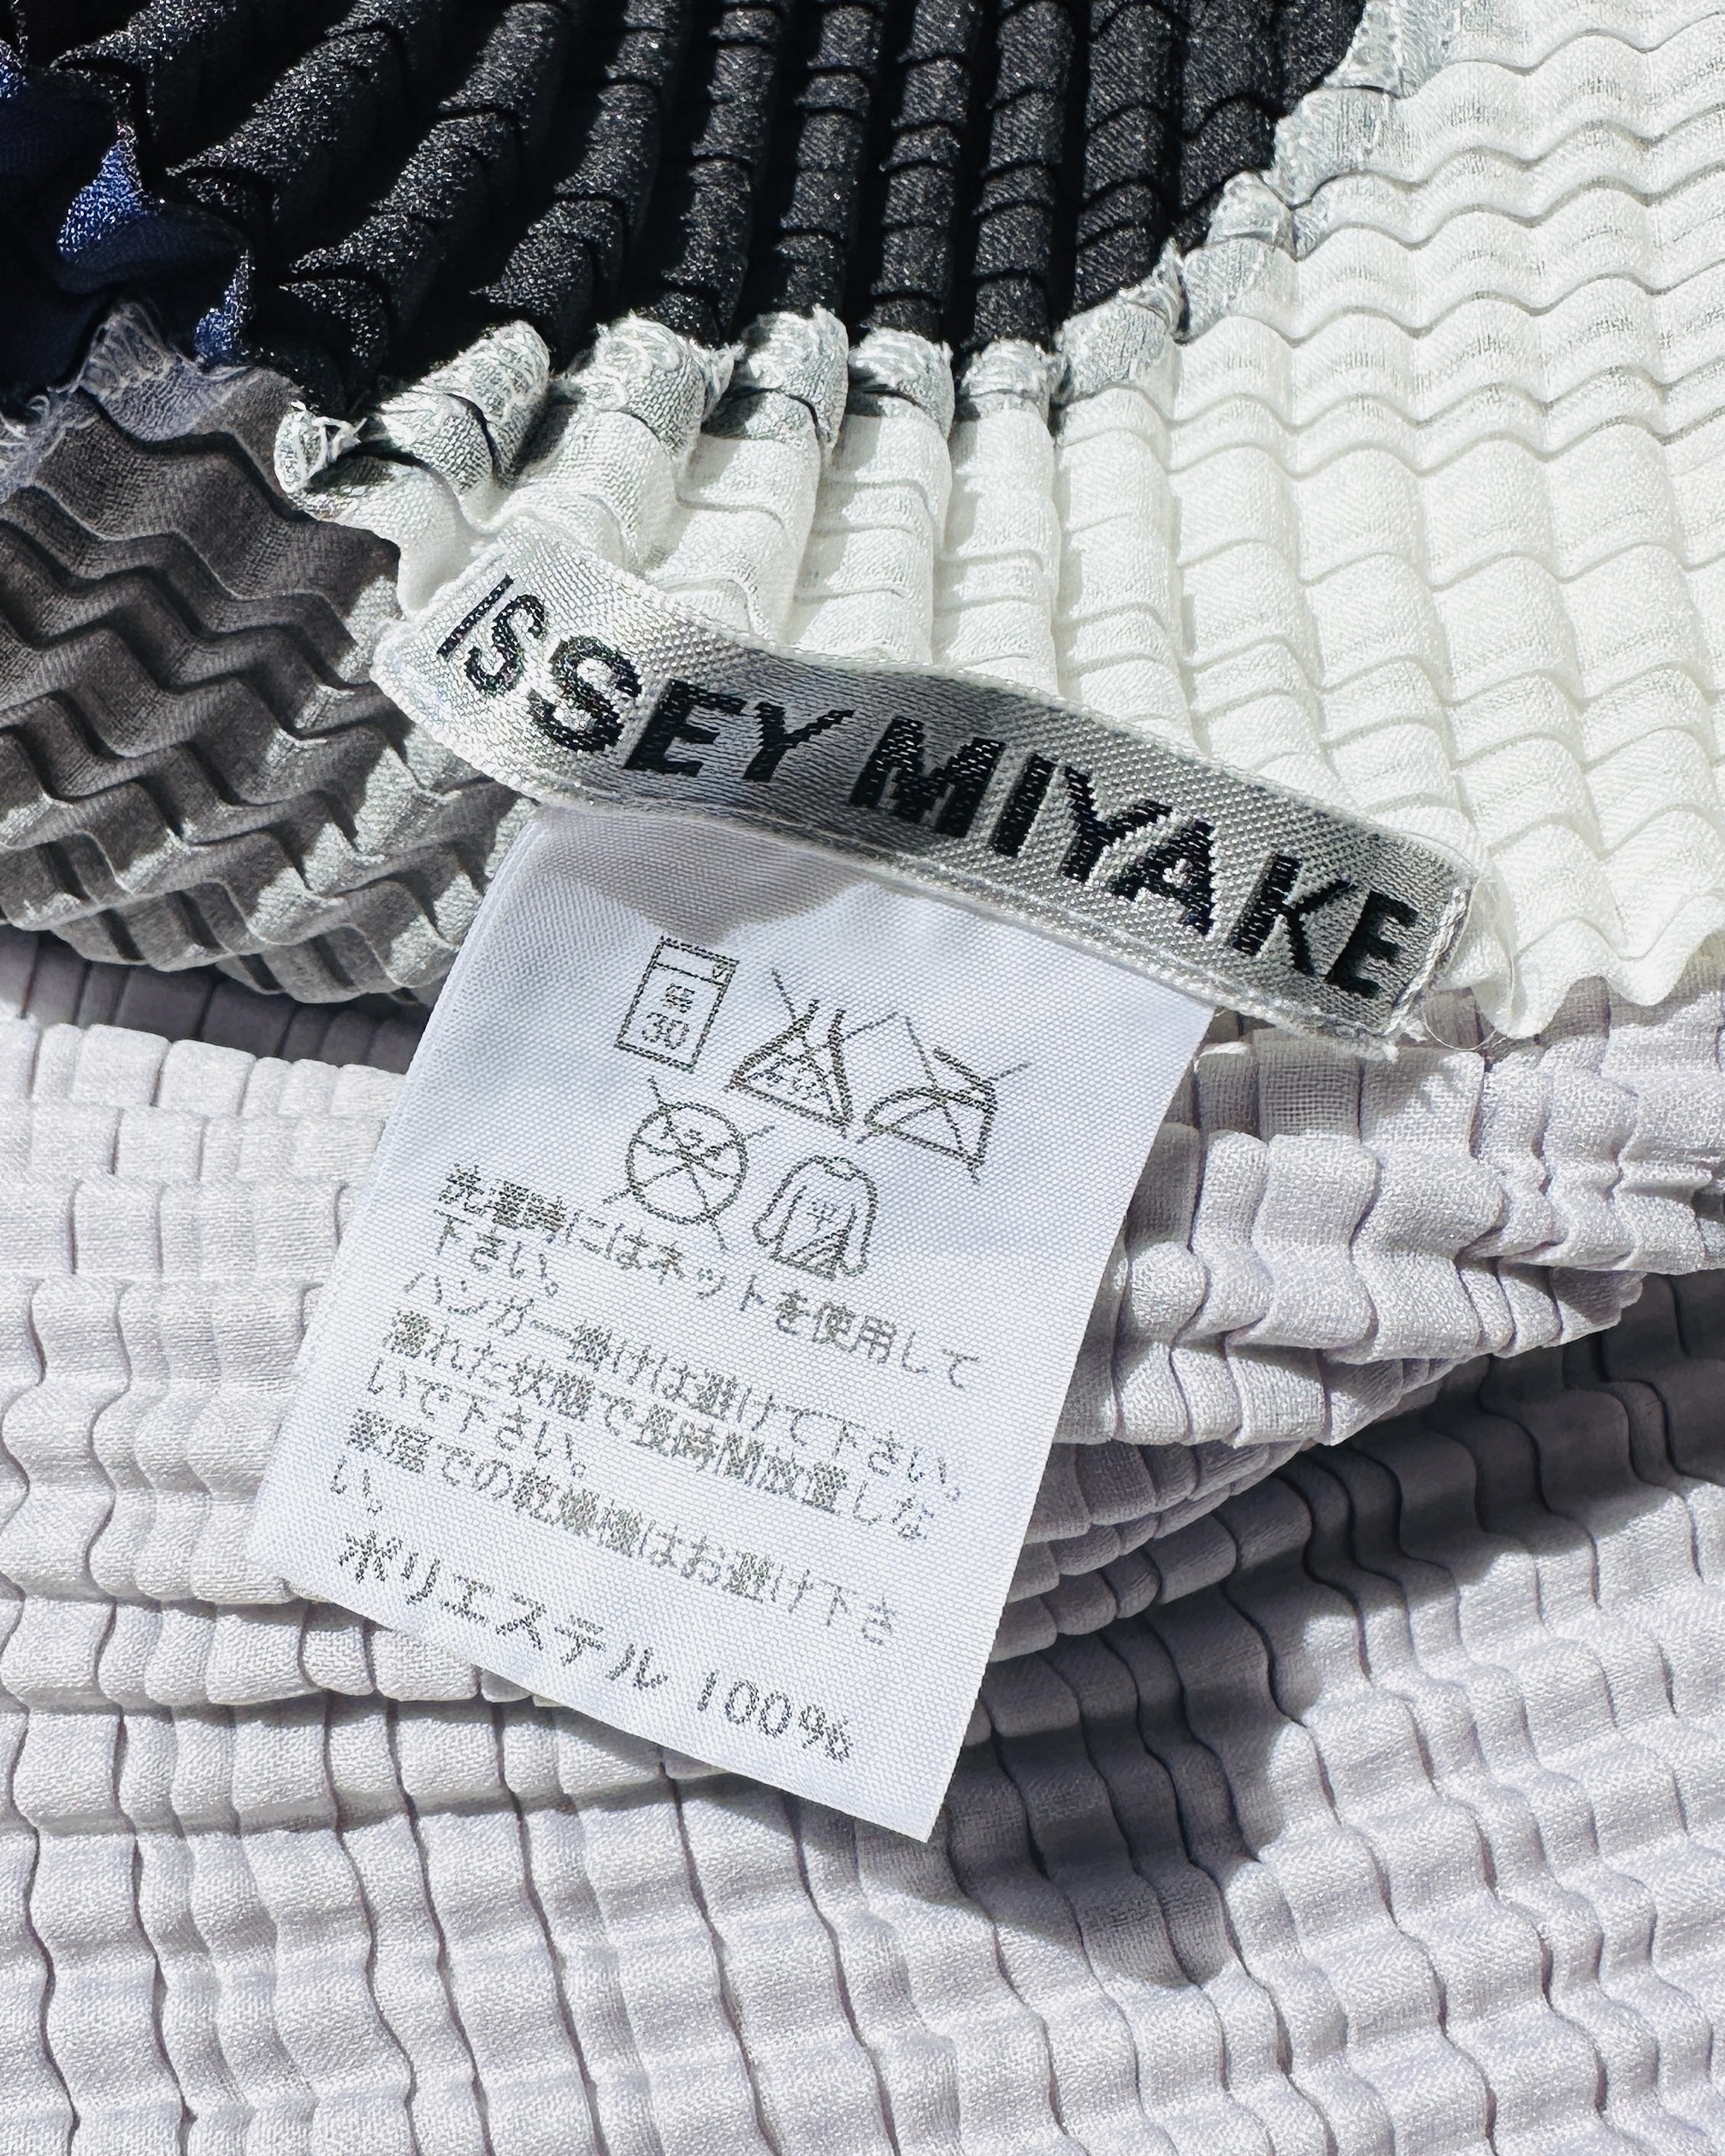 ISSEY MIYAKE
弱
30
洗濯時にはネットを使用して
下さい。
ハンガー掛けは避けて下さい。
濡れた状態で長時間放置しな
いで下さい。
家庭での乾燥機はお避け下さ
い。
ポリエステル 100%